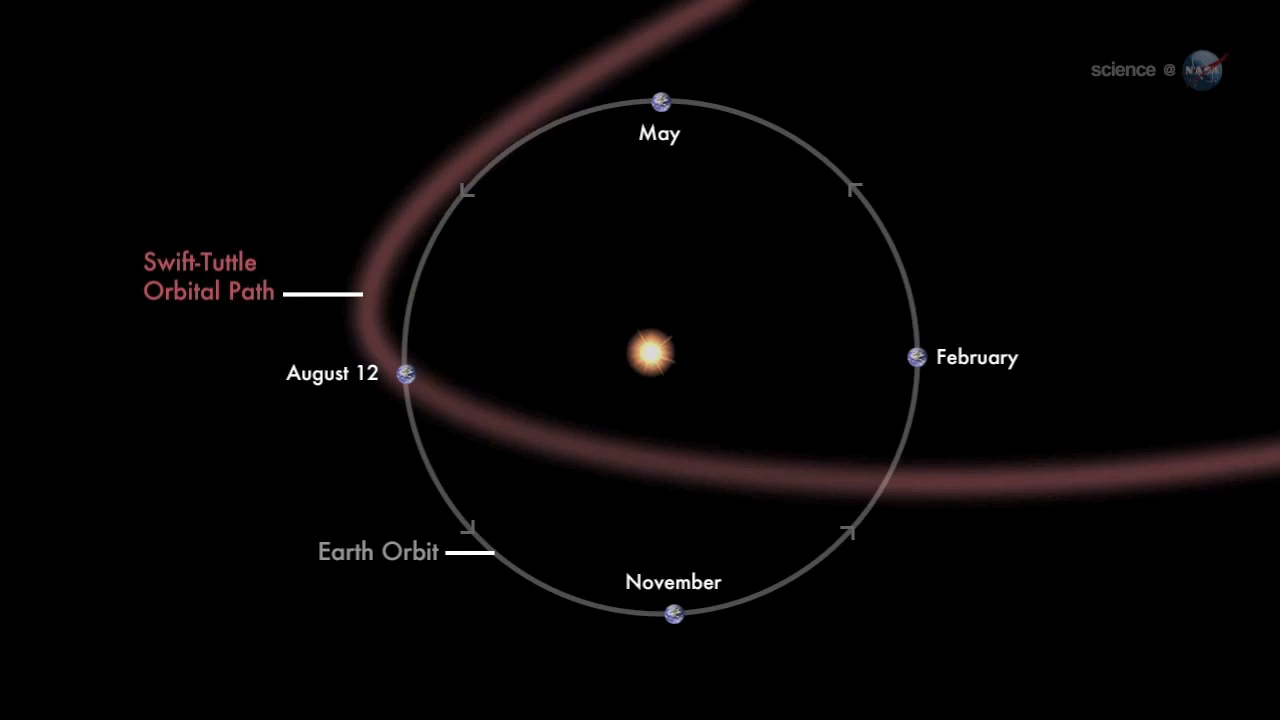 science @ NASA
May
Swift-Tuttle
Orbital Path
August 12
February
Earth Orbit
November